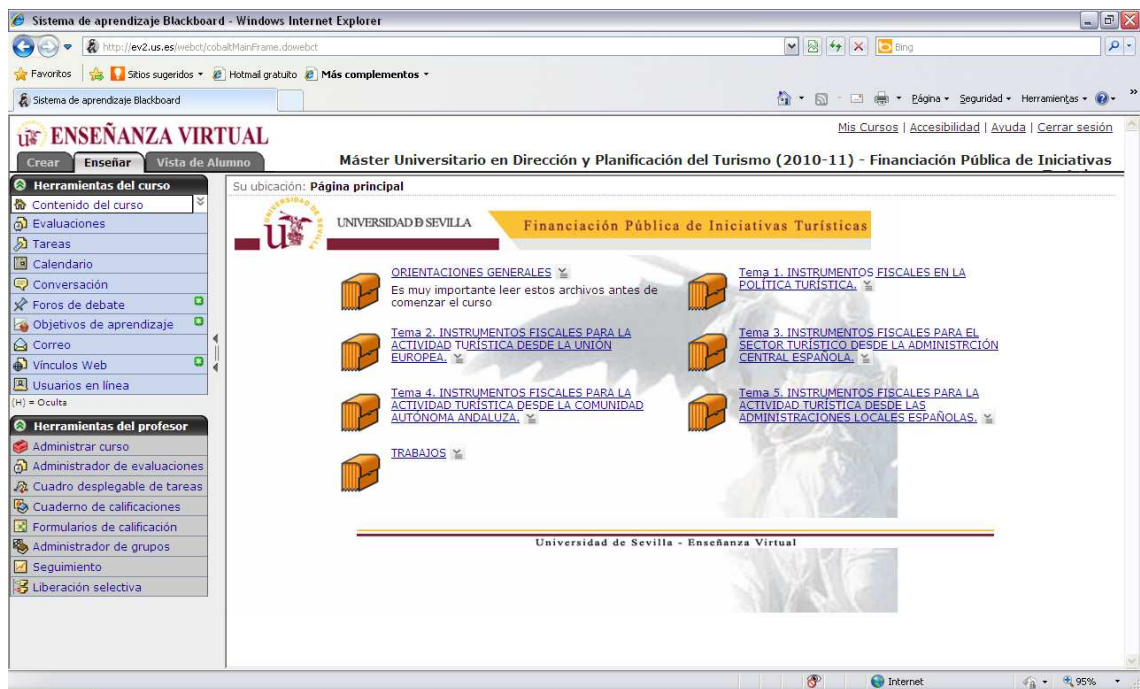 Sistema de aprendizaje Blackboard - Windows Internet Explorer
http://ev2.us.es/webct/cobaltMainFrame.dowebct
Bing
Favoritos Sitios sugeridos Hotmail gratuito Más complementos
Sistema de aprendizaje Blackboard
Página Seguridad Herramientas
Mis Cursos | Accesibilidad | Ayuda | Cerrar sesión
ENSEÑANZA VIRTUAL
Crear Enseñar Vista de Alumno
Máster Universitario en Dirección y Planificación del Turismo (2010-11) - Financiación Pública de Iniciativas
Herramientas del curso
Contenido del curso
Evaluaciones
Tareas
Calendario
Conversación
Foros de debate
Objetivos de aprendizaje
Correo
Vínculos Web
Usuarios en línea
(H) = Oculta
Herramientas del profesor
Administrar curso
Administrador de evaluaciones
Cuadro desplegable de tareas
Cuaderno de calificaciones
Formularios de calificación
Administrador de grupos
Seguimiento
Liberación selectiva
Su ubicación: Página principal
UNIVERSIDAD D SEVILLA
Financiación Pública de Iniciativas Turísticas
ORIENTACIONES GENERALES
Es muy importante leer estos archivos antes de
comenzar el curso
Tema 1. INSTRUMENTOS FISCALES EN LA
POLÍTICA TURÍSTICA.
Tema 2. INSTRUMENTOS FISCALES PARA LA
ACTIVIDAD TURÍSTICA DESDE LA UNIÓN
EUROPEA.
Tema 3. INSTRUMENTOS FISCALES PARA EL
SECTOR TURÍSTICO DESDE LA ADMINISTRCIÓN
CENTRAL ESPAÑOLA.
Tema 4. INSTRUMENTOS FISCALES PARA LA
ACTIVIDAD TURÍSTICA DESDE LA COMUNIDAD
AUTÓNOMA ANDALUZA.
Tema 5. INSTRUMENTOS FISCALES PARA LA
ACTIVIDAD TURÍSTICA DESDE LAS
ADMINISTRACIONES LOCALES ESPAÑOLAS.
TRABAJOS
Universidad de Sevilla - Enseñanza Virtual
Internet
95%